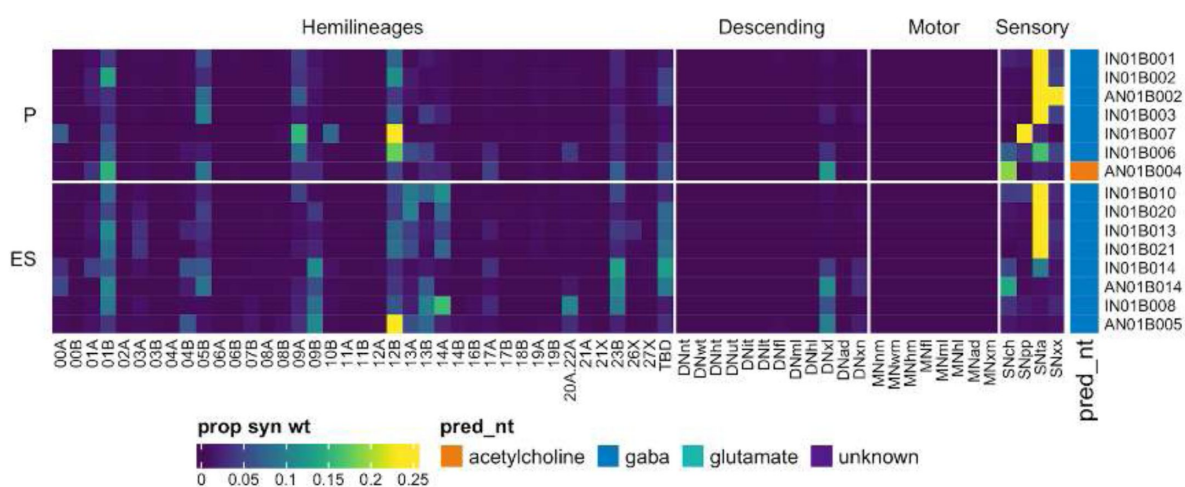 Hemilineages Descending Motor Sensory
P
IN01B001
IN01B002
AN01B002
IN01B003
IN01B007
IN01B006
AN01B004
ES
IN01B010
IN01B020
IN01B013
IN01B021
IN01B014
AN01B014
IN01B008
AN01B005
00A 00B 01A 01B 02A 03A 03B 04A 04B 05B 06A 06B 07B 08A 08B 09A 09B 10B 11A 11B 12A 12B 13A 13B 14A 14B 16B 17A 17B 18B 19A 19B 20A.22A 21A 21X 23B 26X 27X TBD DNnt DNwt DNht DNut DNit DNlt DNfl DNml DNhl DNxl DNad DNxn MNnm MNwm MNhm MNfl MNml MNhl MNad MNxm SNch SNpp SNta SNxx pred_nt
prop syn wt
0 0.05 0.1 0.15 0.2 0.25
pred_nt
acetylcholine gaba glutamate unknown